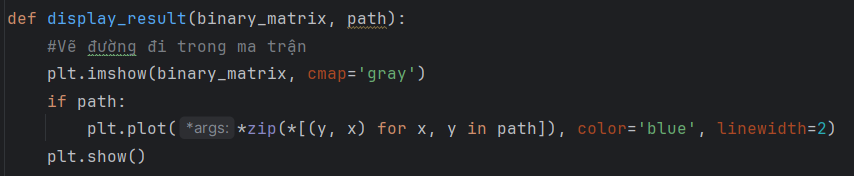 def display_result(binary_matrix, path):
#Vẽ đường đi trong ma trận
plt.imshow(binary_matrix, cmap='gray')
if path:
plt.plot(*args: *zip(*[(y, x) for x, y in path]), color='blue', linewidth=2)
plt.show()